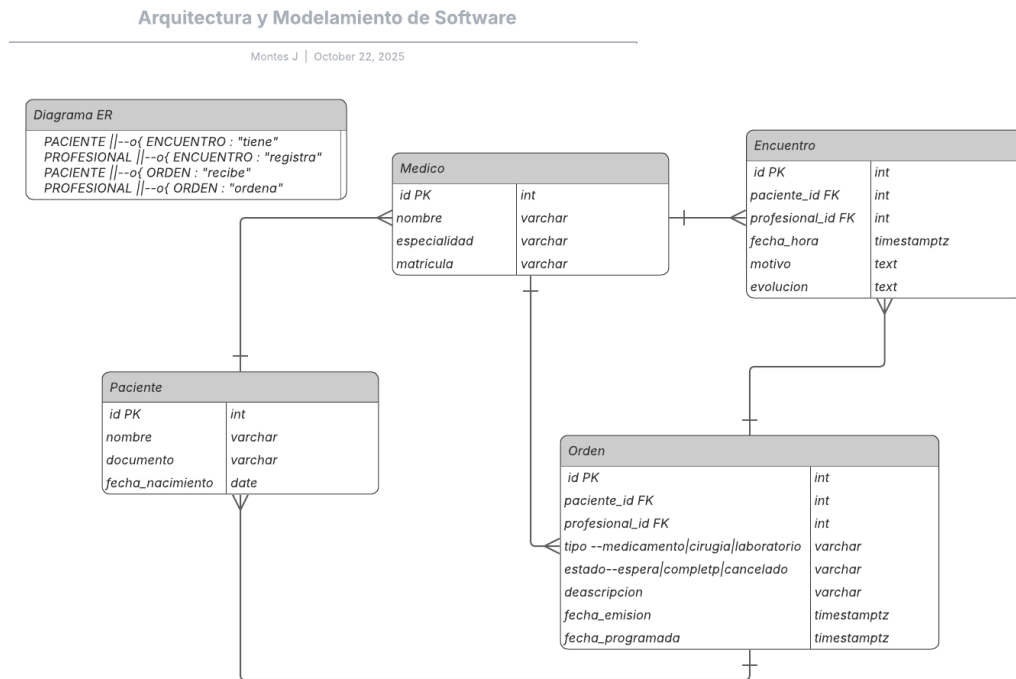 Arquitectura y Modelamiento de Software
Montes J | October 22, 2025
Diagrama ER
PACIENTE ||--o{ ENCUENTRO : "tiene"
PROFESIONAL ||--o{ ENCUENTRO : "registra"
PACIENTE ||--o{ ORDEN : "recibe"
PROFESIONAL ||--o{ ORDEN : "ordena"
Medico
id PK int
nombre varchar
especialidad varchar
matricula varchar
Encuentro
id PK int
paciente_id FK int
profesional_id FK int
fecha_hora timestamptz
motivo text
evolucion text
Paciente
id PK int
nombre varchar
documento varchar
fecha_nacimiento date
Orden
id PK int
paciente_id FK int
profesional_id FK int
tipo --medicamento|cirugia|laboratorio varchar
estado--espera|completp|cancelado varchar
deascripcion varchar
fecha_emision timestamptz
fecha_programada timestamptz